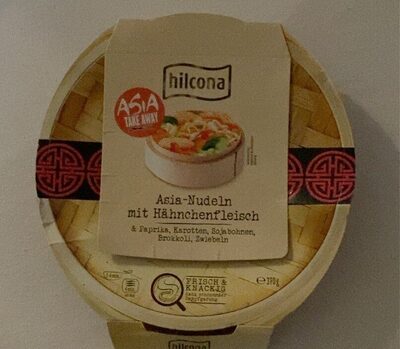 hilcona
ASIA
TAKE AWAY
Asia-Nudeln
mit Hähnchenfleisch
& Paprika, Karotten, Sojabohnen,
Brokkoli, Zwiebeln
FRISCH &
KNACKIG
℮ 390g
hilcona